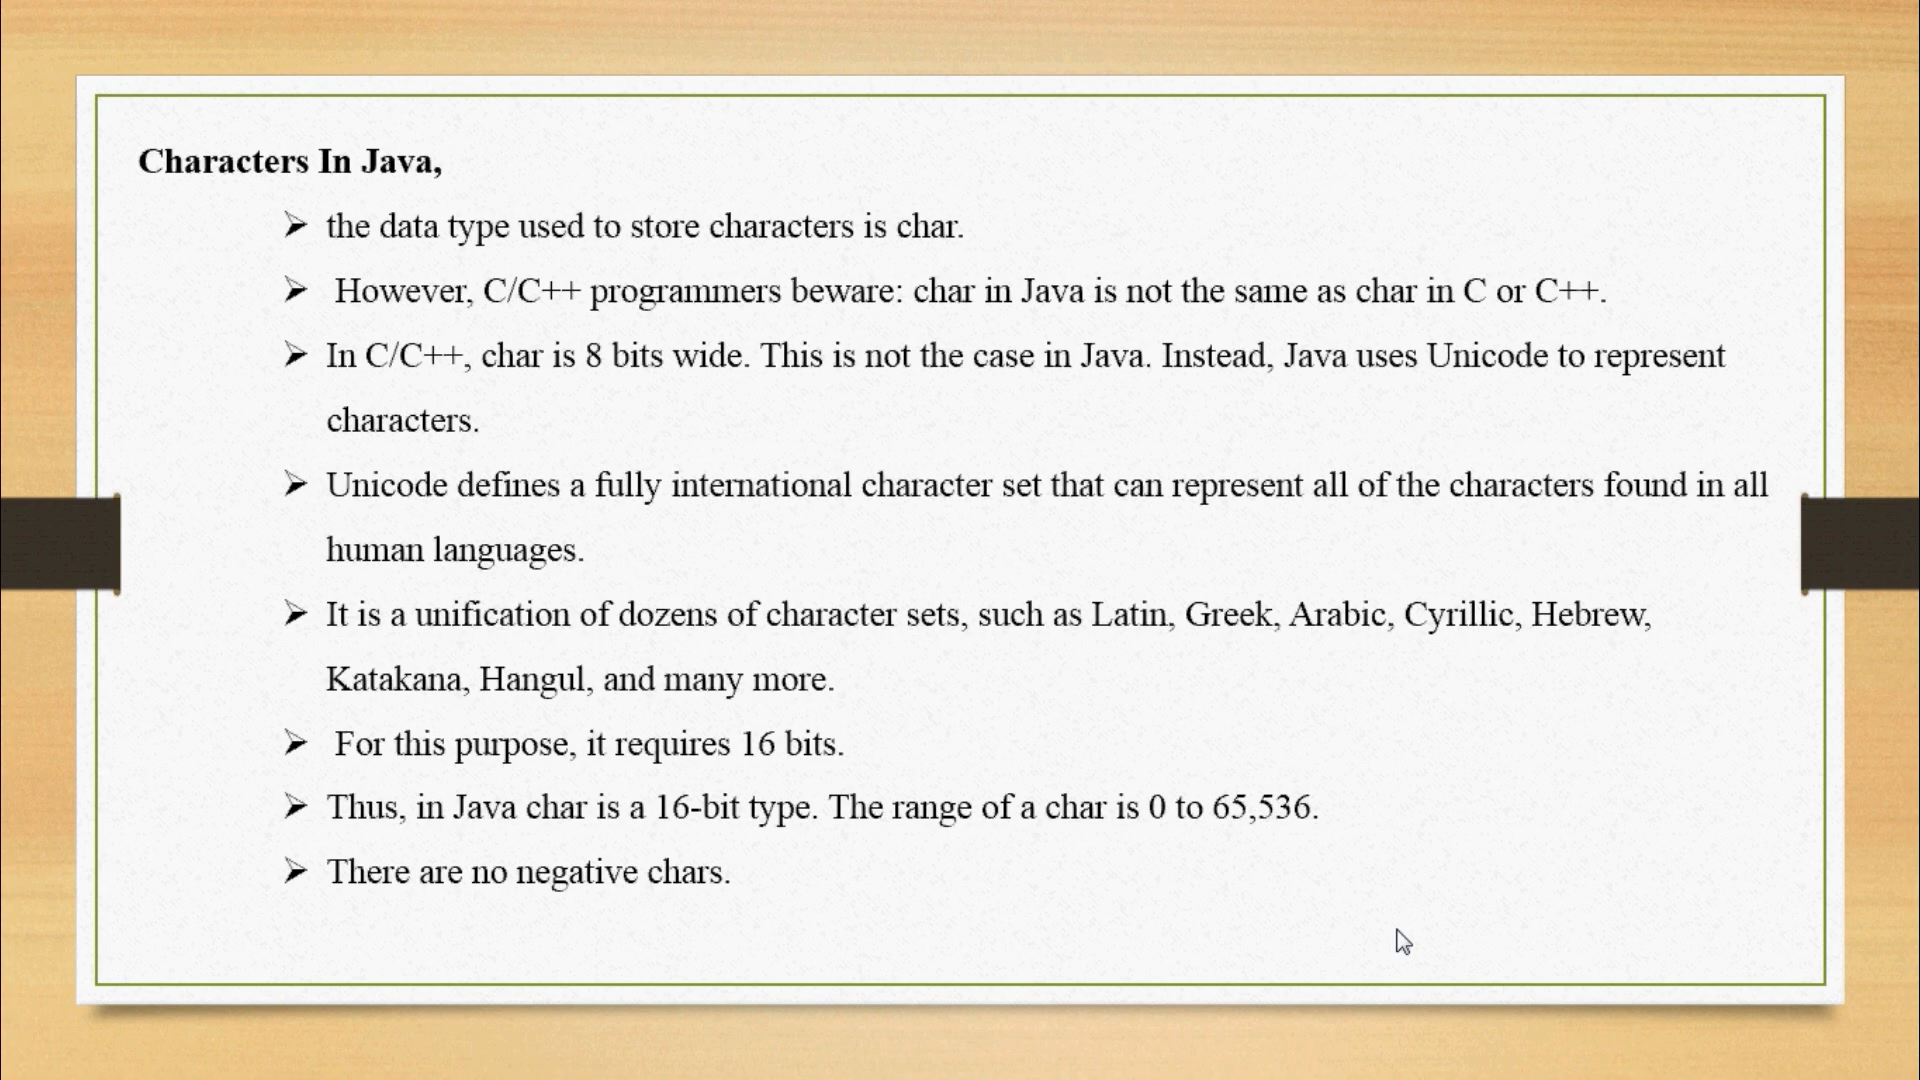 Characters In Java,
➢ the data type used to store characters is char.
➢ However, C/C++ programmers beware: char in Java is not the same as char in C or C++.
➢ In C/C++, char is 8 bits wide. This is not the case in Java. Instead, Java uses Unicode to represent
characters.
➢ Unicode defines a fully international character set that can represent all of the characters found in all
human languages.
➢ It is a unification of dozens of character sets, such as Latin, Greek, Arabic, Cyrillic, Hebrew,
Katakana, Hangul, and many more.
➢ For this purpose, it requires 16 bits.
➢ Thus, in Java char is a 16-bit type. The range of a char is 0 to 65,536.
➢ There are no negative chars.